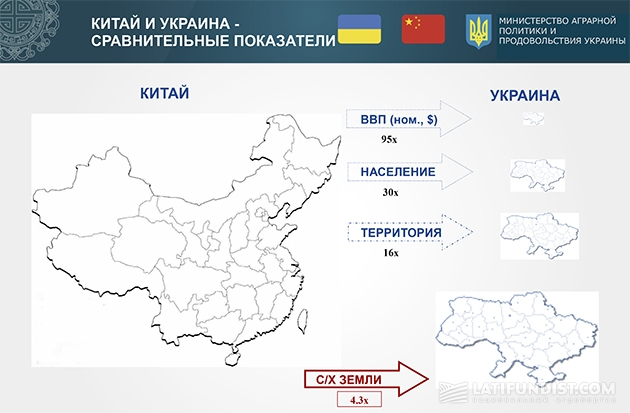 КИТАЙ И УКРАИНА -
СРАВНИТЕЛЬНЫЕ ПОКАЗАТЕЛИ
МИНИСТЕРСТВО АГРАРНОЙ
ПОЛИТИКИ И
ПРОДОВОЛЬСТВИЯ УКРАИНЫ
КИТАЙ
УКРАИНА
ВВП (ном., $)
95x
НАСЕЛЕНИЕ
30x
ТЕРРИТОРИЯ
16x
С/Х ЗЕМЛИ
4.3x
LATIFUNDIST.COM